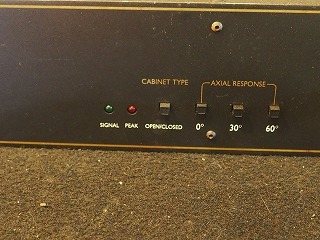 CABINET TYPE
AXIAL RESPONSE
SIGNAL PEAK OPEN/CLOSED 0° 30° 60°